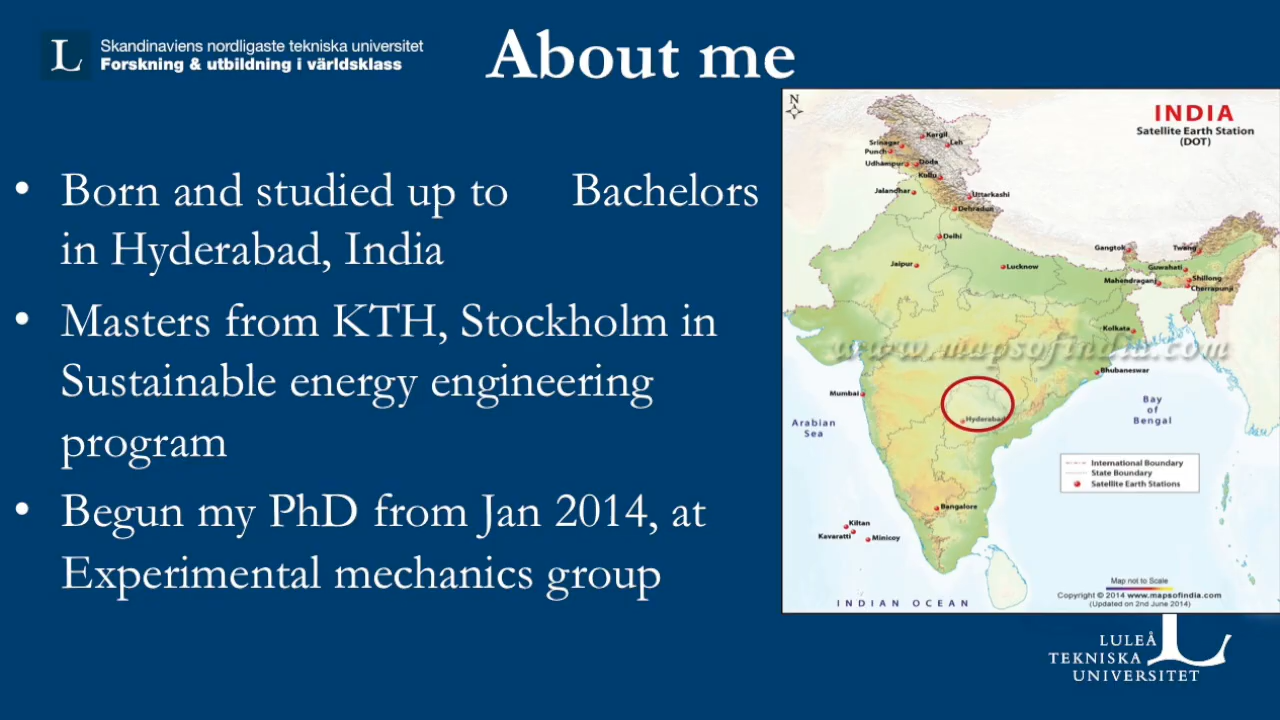 L
Skandinaviens nordligaste tekniska universitet
Forskning & utbildning i världsklass
About me
• Born and studied up to Bachelors
in Hyderabad, India
• Masters from KTH, Stockholm in
Sustainable energy engineering
program
• Begun my PhD from Jan 2014, at
Experimental mechanics group
N
INDIA
Satellite Earth Station
(DOT)
Kargil
Srinagar
Leh
Punch
Udhampur
Doda
Kullu
Jalandhar
Uttarkashi
Dehradun
Delhi
Gangtok
Twang
Jaipur
Lucknow
Guwahati
Mahendraganj
Shillong
Cherrapunji
Kolkata
www.mapsofindia.com
Bhubaneswar
Mumbai
Hyderabad
Arabian
Sea
Bay
of
Bengal
International Boundary
State Boundary
Satellite Earth Stations
Bangalore
Kiltan
Kavaratti
Minicoy
Map not to Scale
Copyright © 2014 www.mapsofindia.com
(Updated on 2nd June 2014)
INDIAN OCEAN
LULEÅ
TEKNISKA
UNIVERSITET
L